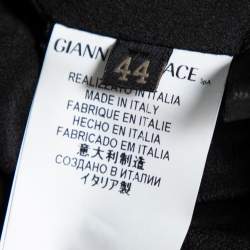 GIANN ACE SpA
44
REALIZZATO IN ITALIA
MADE IN ITALY
FABRIQUE EN ITALIE
HECHO EN ITALIA
FABRICADO EM ITALIA
意大利制造
СОЗДАНО В ИТАЛИИ
イタリア製